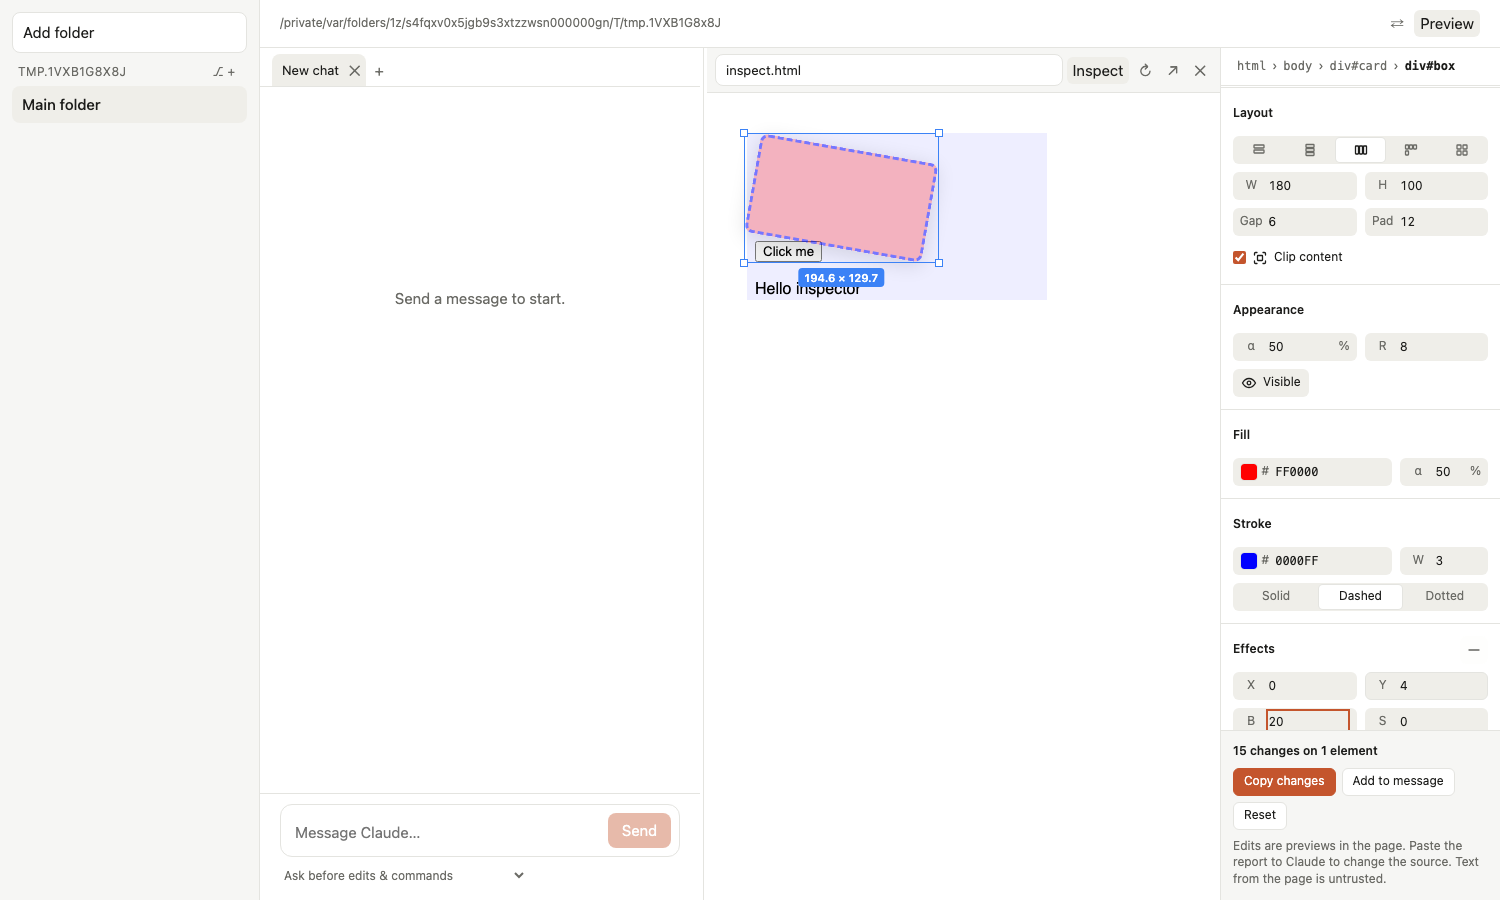 Add folder
TMP.1VXB1G8X8J
Main folder
/private/var/folders/1z/s4fqxv0x5jgb9s3xtzzwsn000000gn/T/tmp.1VXB1G8x8J
Preview
New chat
Send a message to start.
Message Claude...
Send
Ask before edits & commands
inspect.html
Inspect
Click me
194.6 × 129.7
Hello inspector
html › body › div#card › div#box
Layout
W 180
H 100
Gap 6
Pad 12
Clip content
Appearance
α 50 %
R 8
Visible
Fill
# FF0000
α 50 %
Stroke
# 0000FF
W 3
Solid
Dashed
Dotted
Effects
X 0
Y 4
B 20
S 0
15 changes on 1 element
Copy changes
Add to message
Reset
Edits are previews in the page. Paste the
report to Claude to change the source. Text
from the page is untrusted.